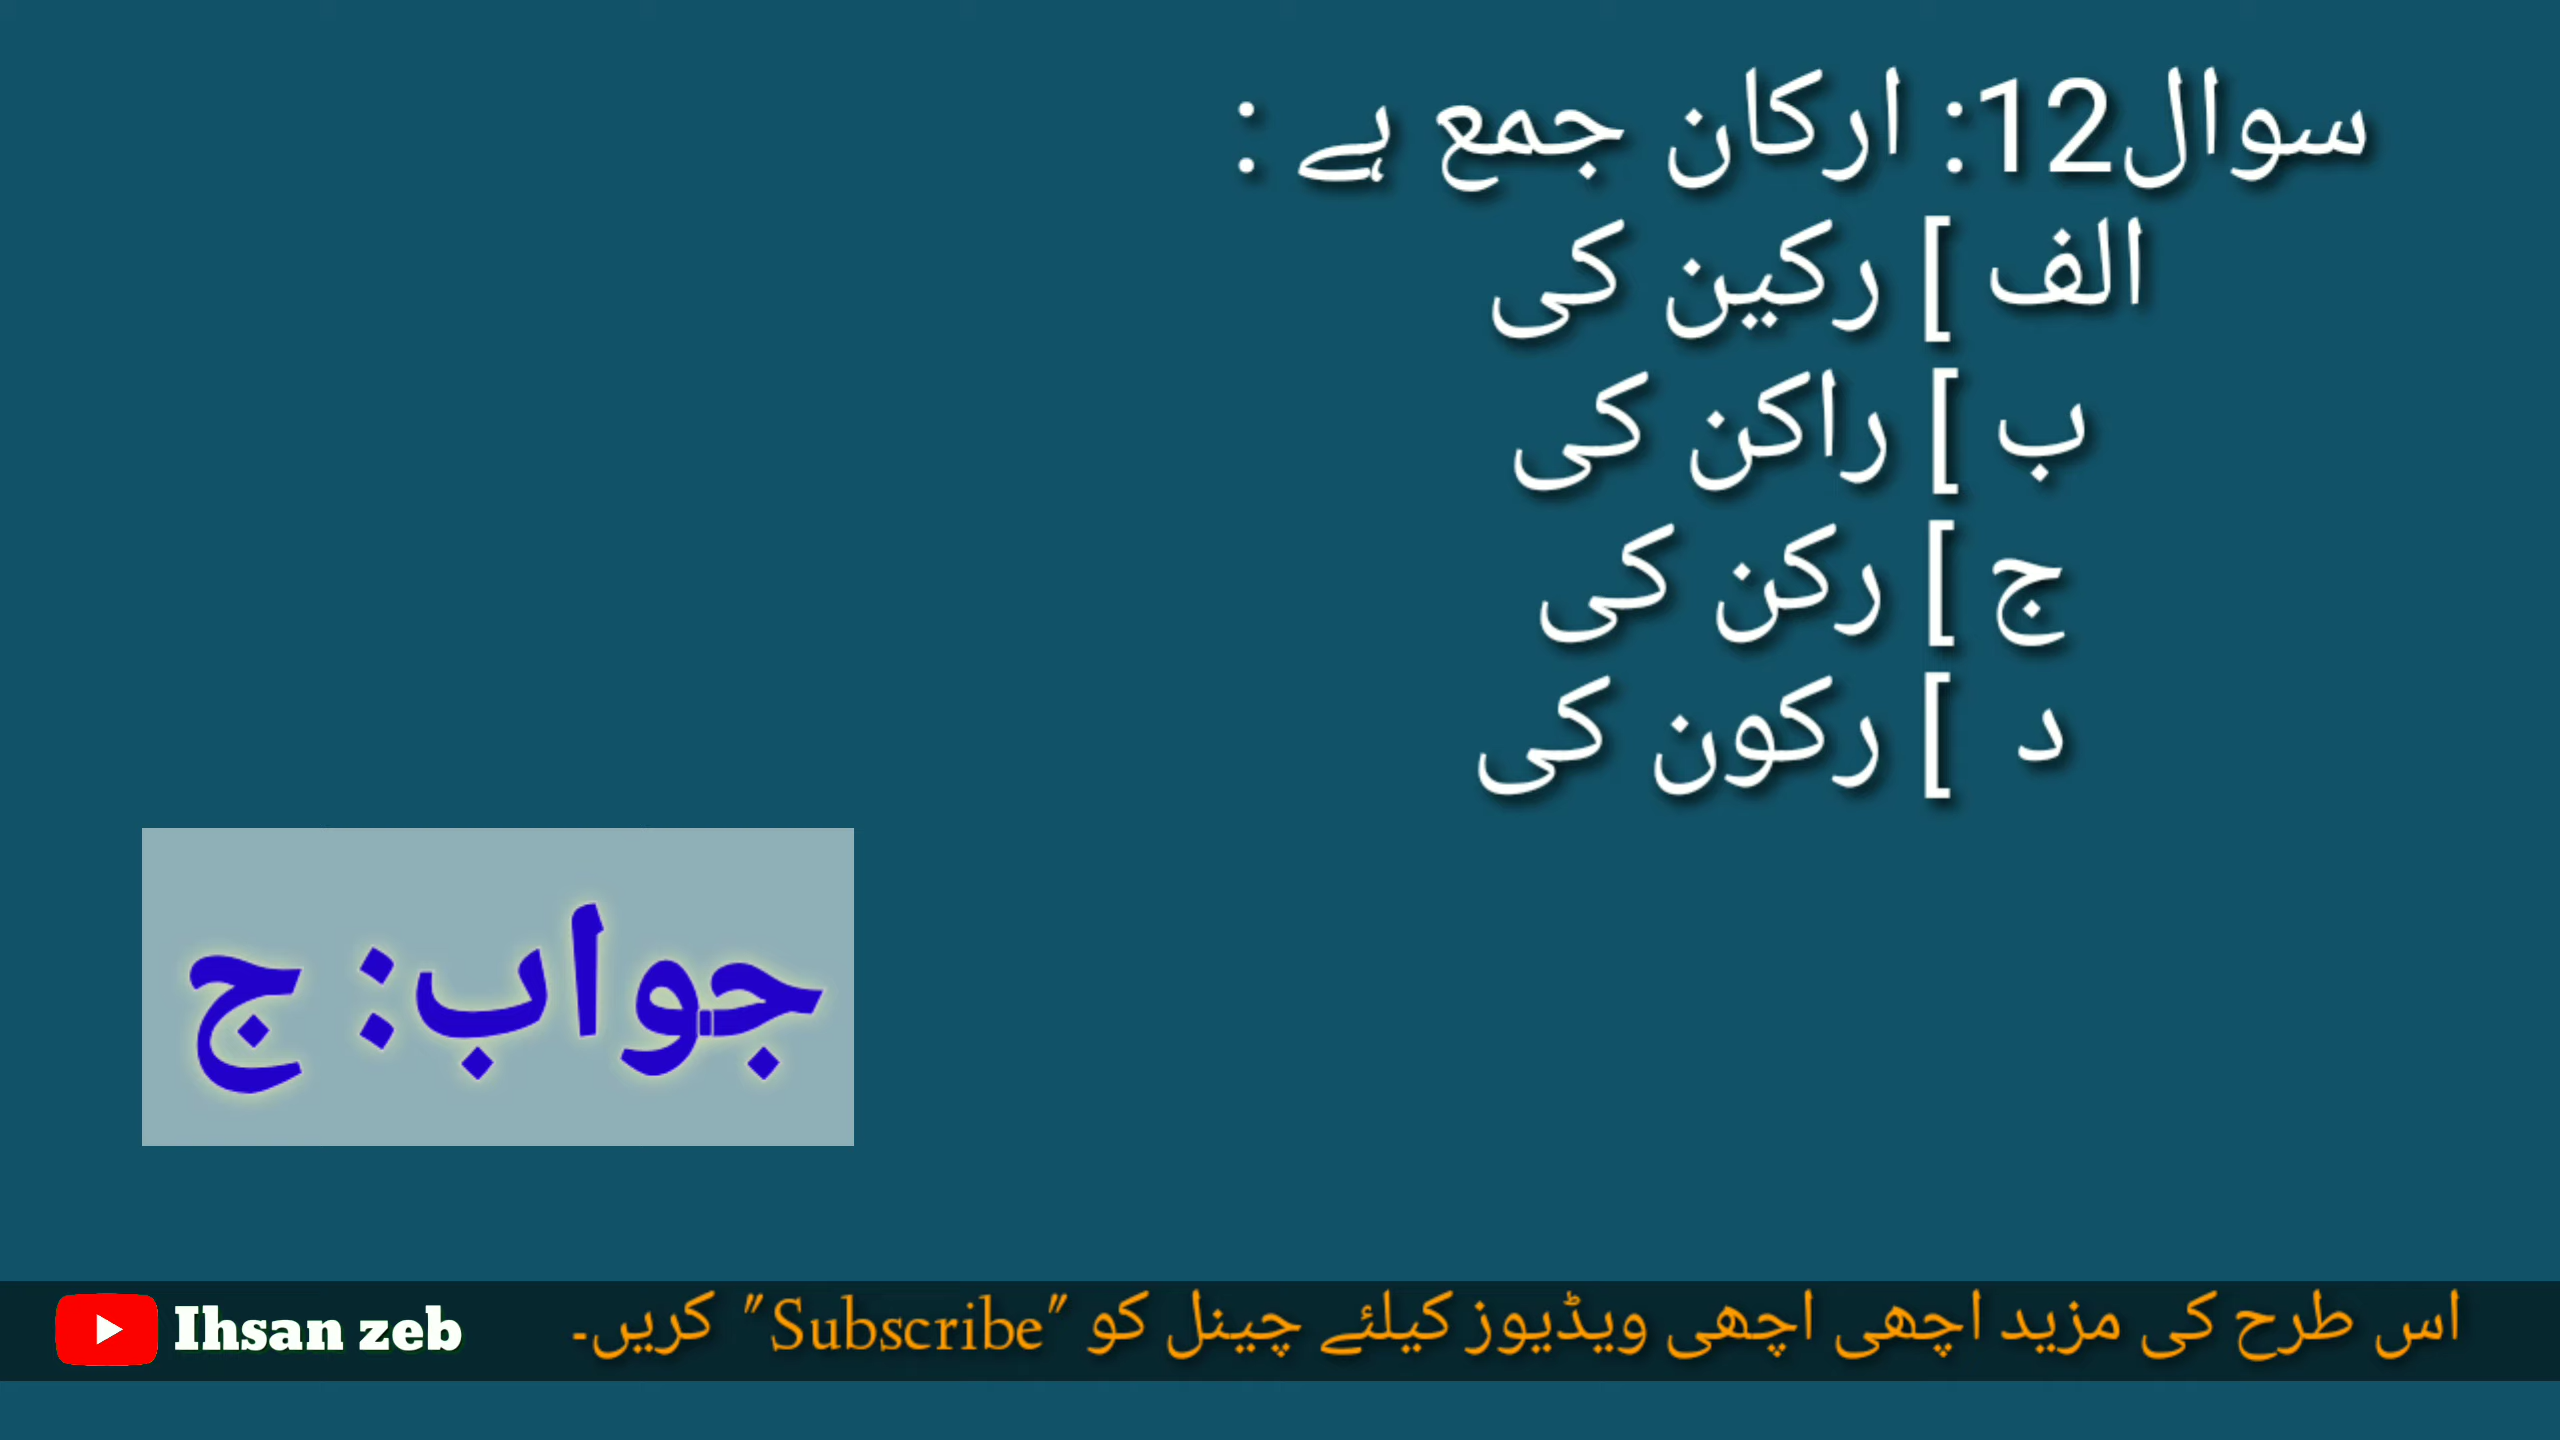 سوال12: ارکان جمع ہے :
الف ] رکین کی
ب ] راکن کی
ج ] رکن کی
د ] رکون کی
جواب: ج
اس طرح کی مزید اچھی اچھی ویڈیوز کیلئے چینل کو "Subscribe" کریں۔
Ihsan zeb